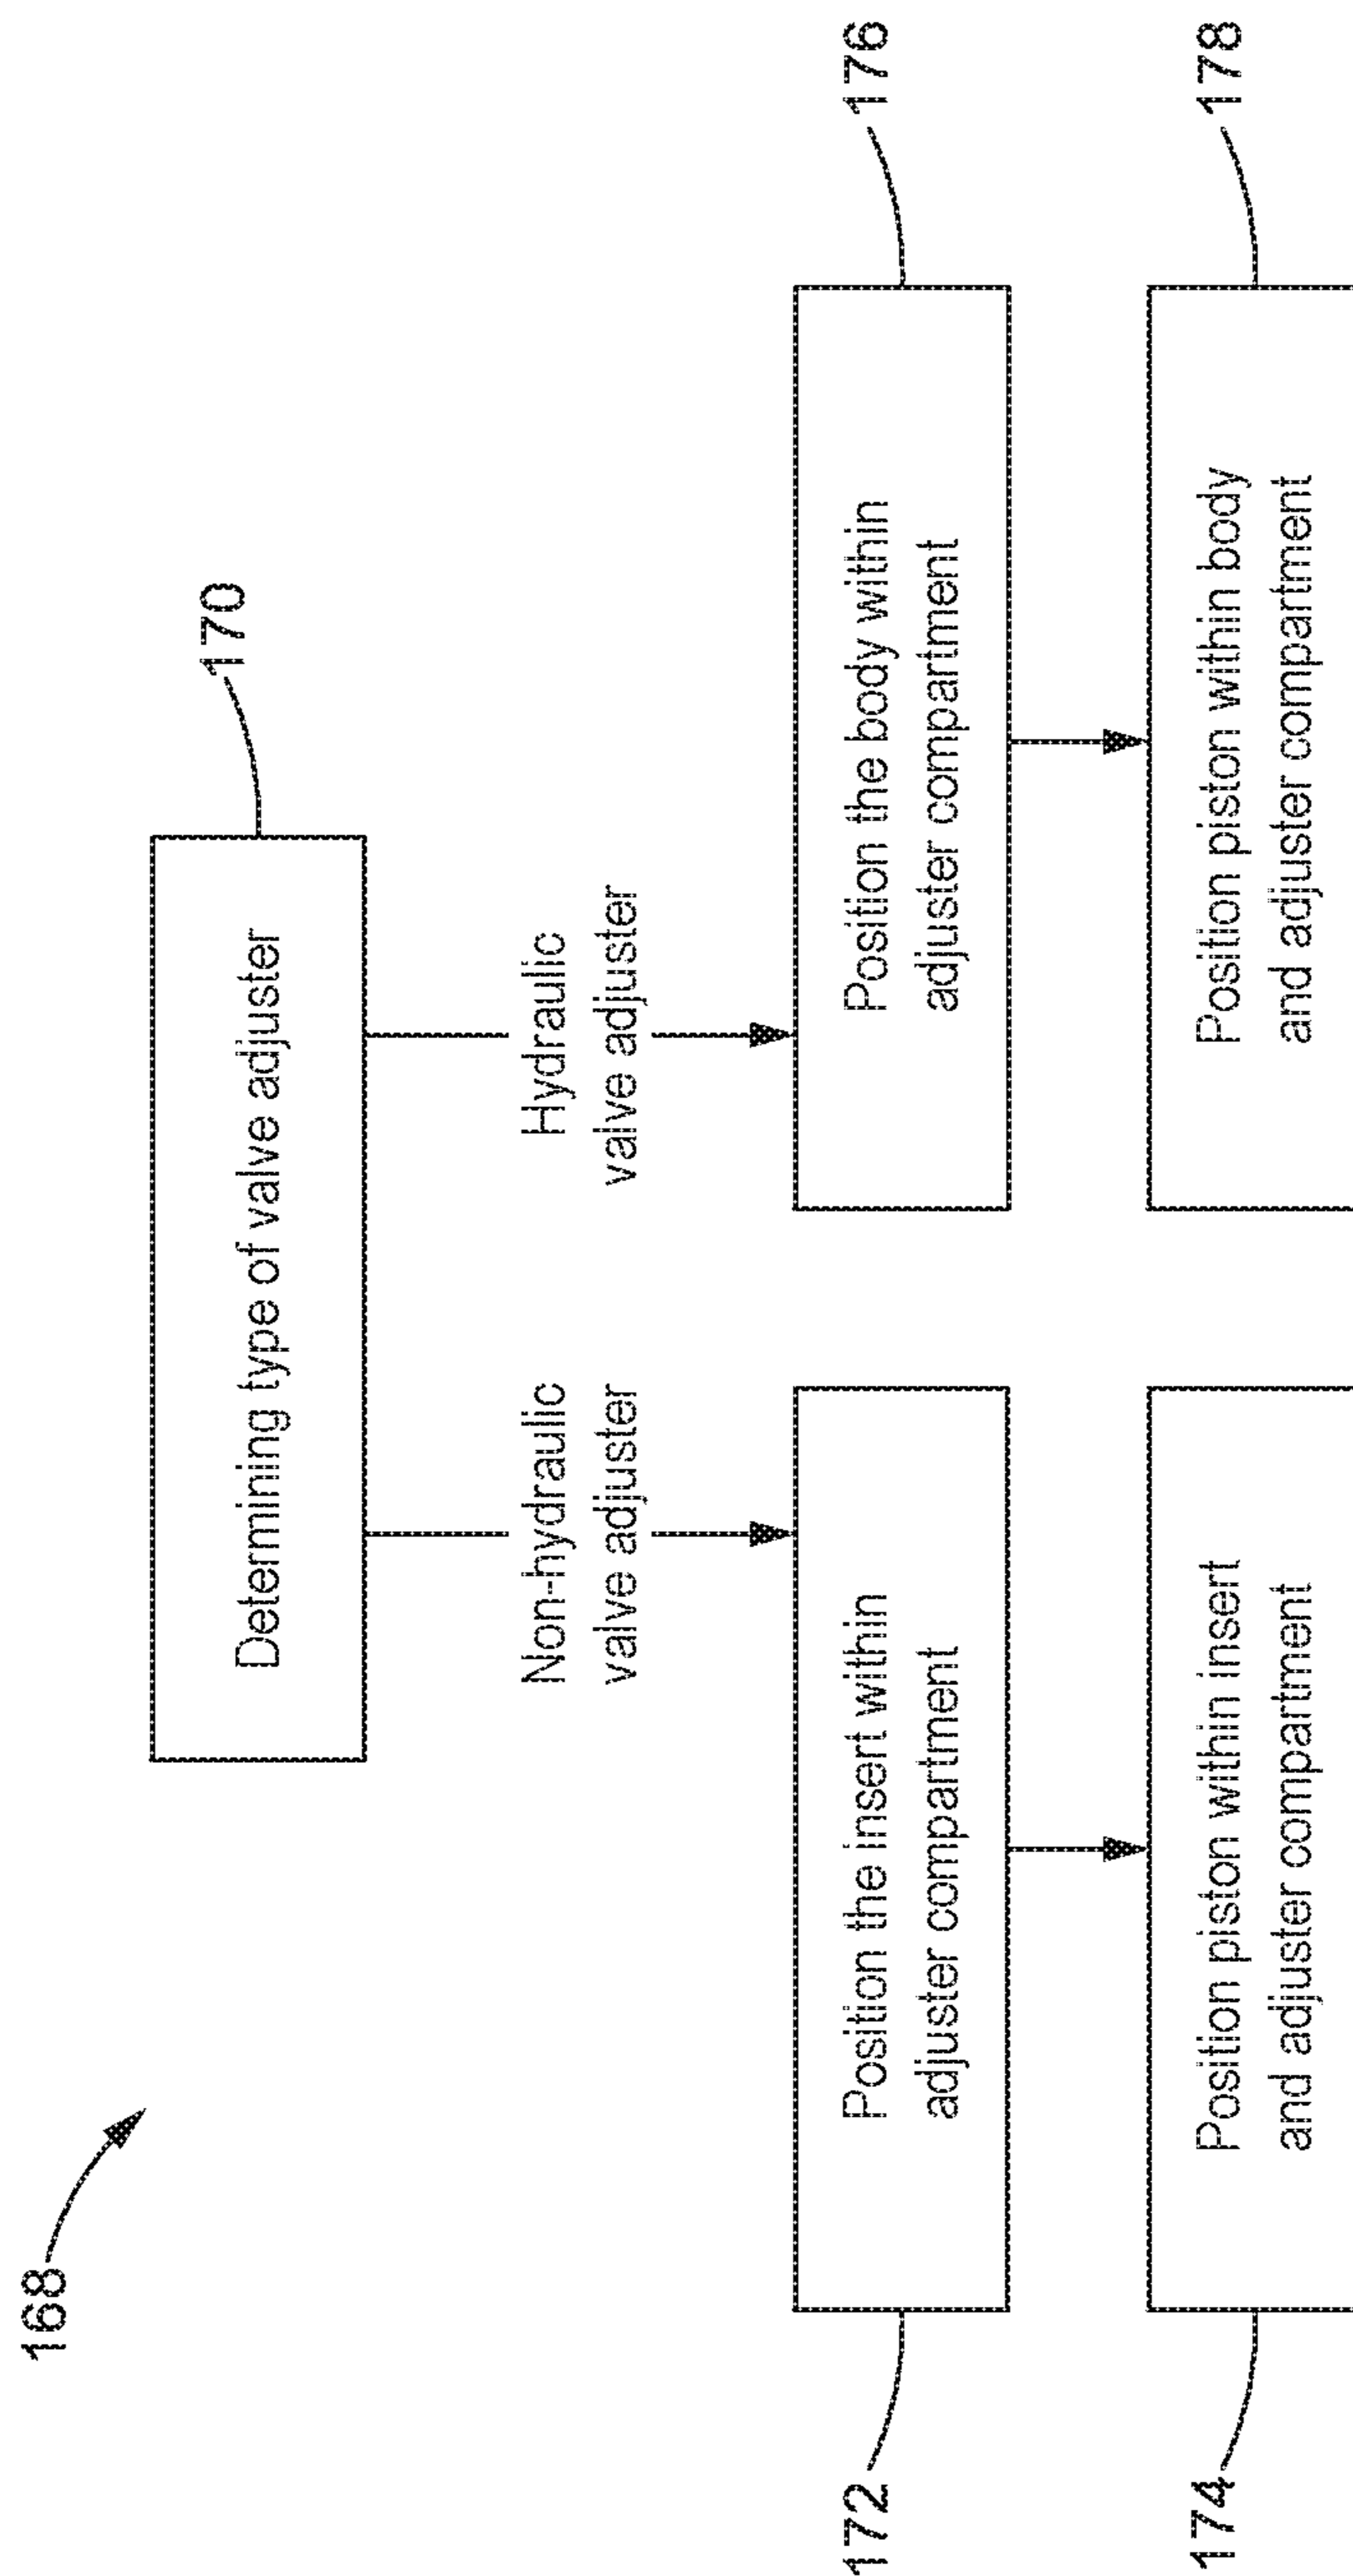 168
170
Determining type of valve adjuster
Non-hydraulic
valve adjuster
Hydraulic
valve adjuster
172
Position the insert within
adjuster compartment
Position the body within
adjuster compartment
176
174
Position piston within insert
and adjuster compartment
Position piston within body
and adjuster compartment
178